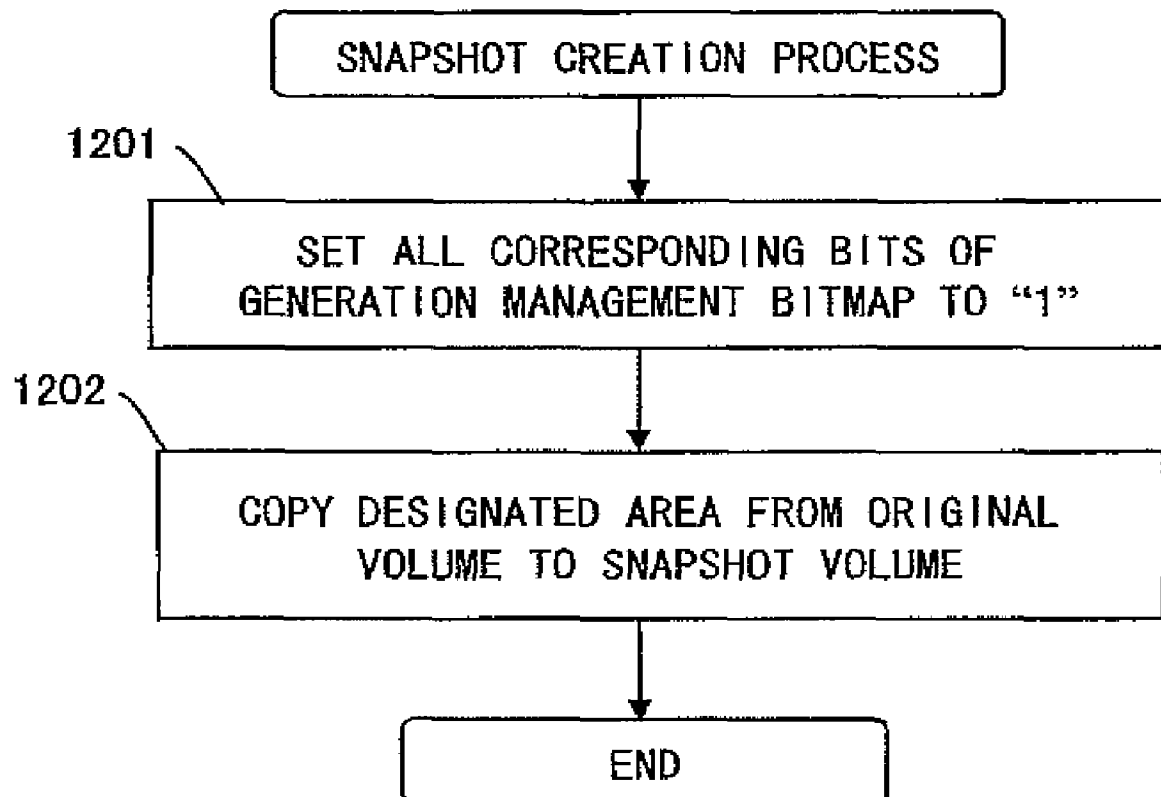 SNAPSHOT CREATION PROCESS
1201
SET ALL CORRESPONDING BITS OF
GENERATION MANAGEMENT BITMAP TO “1”
1202
COPY DESIGNATED AREA FROM ORIGINAL
VOLUME TO SNAPSHOT VOLUME
END